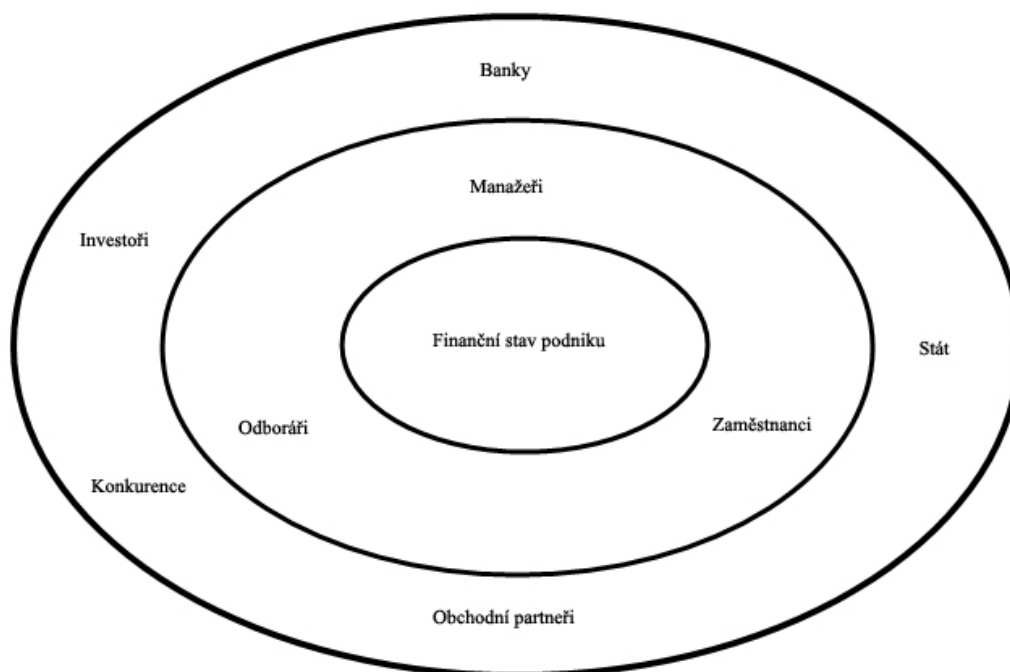 Banky
Manažeři
Investoři
Finanční stav podniku
Stát
Odboráři
Zaměstnanci
Konkurence
Obchodní partneři